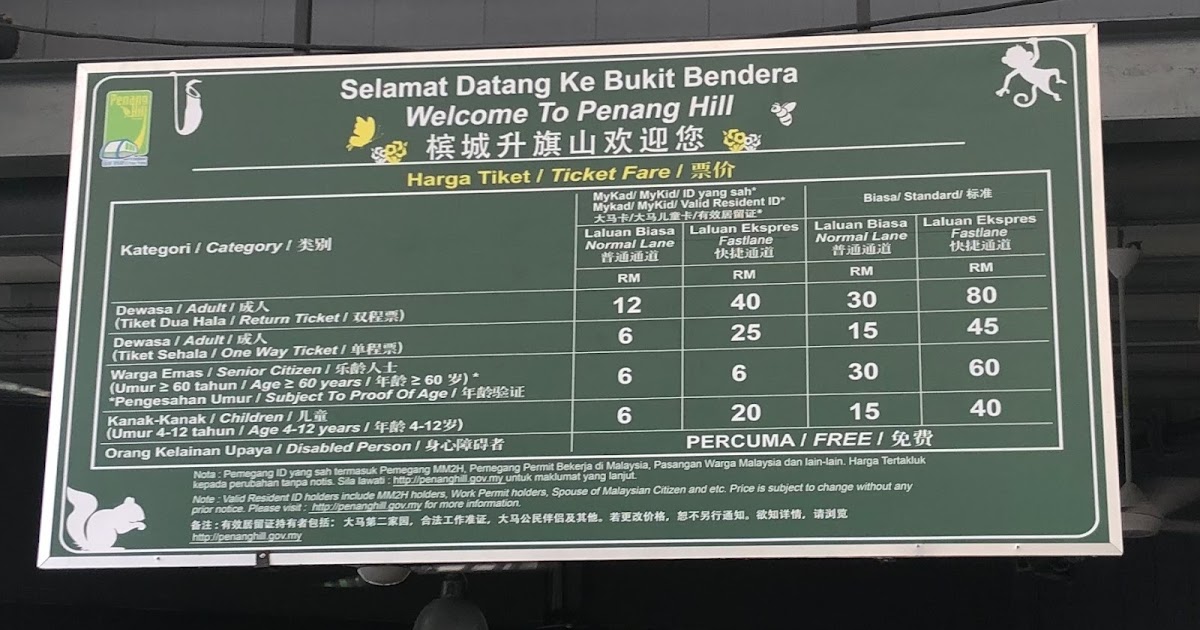 Penang Hill
Selamat Datang Ke Bukit Bendera
Welcome To Penang Hill
槟城升旗山欢迎您
Harga Tiket / Ticket Fare / 票价
Kategori / Category / 类别
MyKad/ MyKid/ ID yang sah*
Mykad/ MyKid/ Valid Resident ID*
大马卡/大马儿童卡/有效居留证*
Biasa/ Standard/ 标准
Laluan Biasa Laluan Ekspres Laluan Biasa Laluan Ekspres
Normal Lane Fastlane Normal Lane Fastlane
普通通道 快捷通道 普通通道 快捷通道
RM RM RM RM
Dewasa / Adult / 成人
(Tiket Dua Hala / Return Ticket / 双程票) 12 40 30 80
Dewasa / Adult / 成人
(Tiket Sehala / One Way Ticket / 单程票) 6 25 15 45
Warga Emas / Senior Citizen / 乐龄人士
(Umur ≥ 60 tahun / Age ≥ 60 years / 年龄 ≥ 60 岁) * 6 6 30 60
*Pengesahan Umur / Subject To Proof Of Age / 年龄验证
Kanak-Kanak / Children / 儿童
(Umur 4-12 tahun / Age 4-12 years / 年龄 4-12岁) 6 20 15 40
Orang Kelainan Upaya / Disabled Person / 身心障碍者 PERCUMA / FREE / 免费
Nota : Pemegang ID yang sah termasuk Pemegang MM2H, Pemegang Permit Bekerja di Malaysia, Pasangan Warga Malaysia dan lain-lain. Harga Tertakluk
kepada perubahan tanpa notis. Sila lawati : http://penanghill.gov.my untuk maklumat yang lanjut.
Note : Valid Resident ID holders include MM2H holders, Work Permit holders, Spouse of Malaysian Citizen and etc. Price is subject to change without any
prior notice. Please visit : http://penanghill.gov.my for more information.
备注 : 有效居留证持有者包括: 大马第二家园, 合法工作准证, 大马公民伴侣及其他。若更改价格, 恕不另行通知。欲知详情, 请浏览
http://penanghill.gov.my